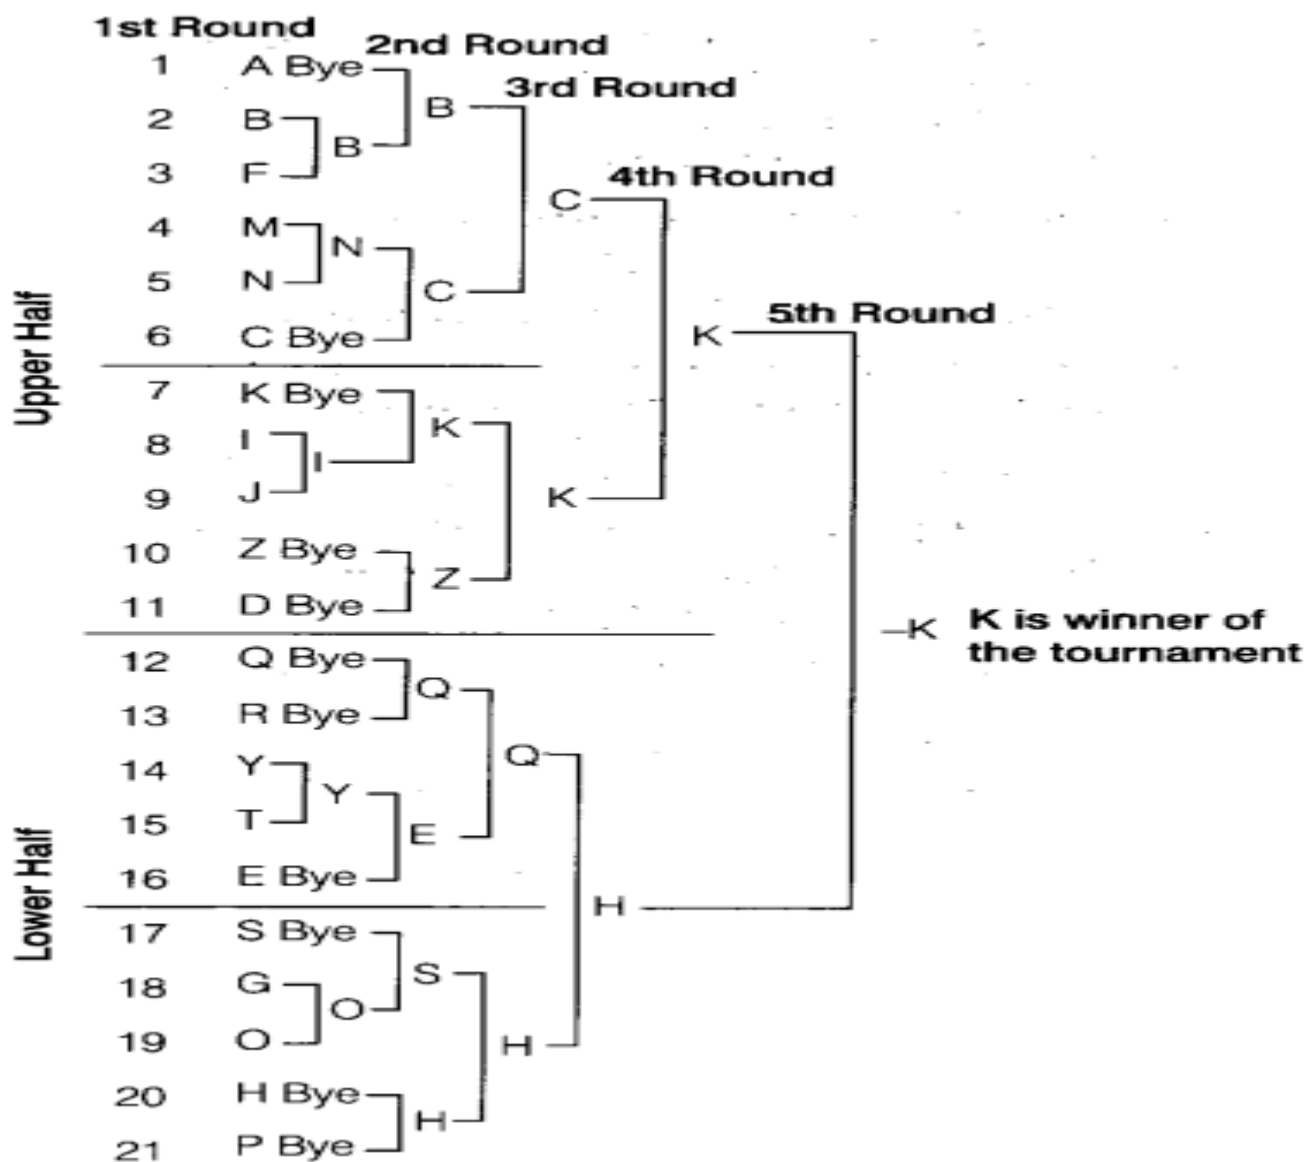 1st Round
2nd Round
3rd Round
4th Round
5th Round
Upper Half
Lower Half
1 A Bye
B
2 B
B
3 F
C
4 M
N
5 N
C
6 C Bye
K
7 K Bye
K
8 I
I
9 J
K
10 Z Bye
Z
11 D Bye
–K K is winner of
the tournament
12 Q Bye
Q
13 R Bye
Q
14 Y
Y
15 T
E
16 E Bye
H
17 S Bye
S
18 G
O
19 O
H
20 H Bye
H
21 P Bye